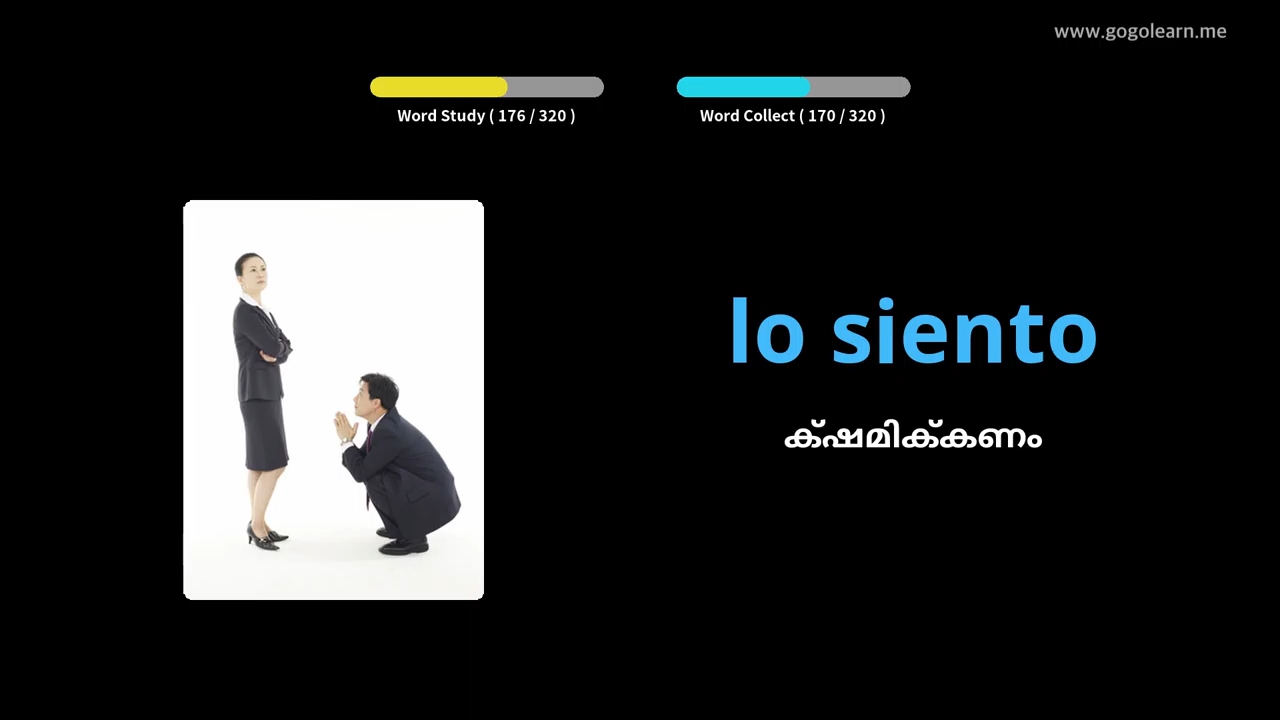 www.gogolearn.me
Word Study ( 176 / 320 )
Word Collect ( 170 / 320 )
lo siento
ക്ഷമിക്കണം